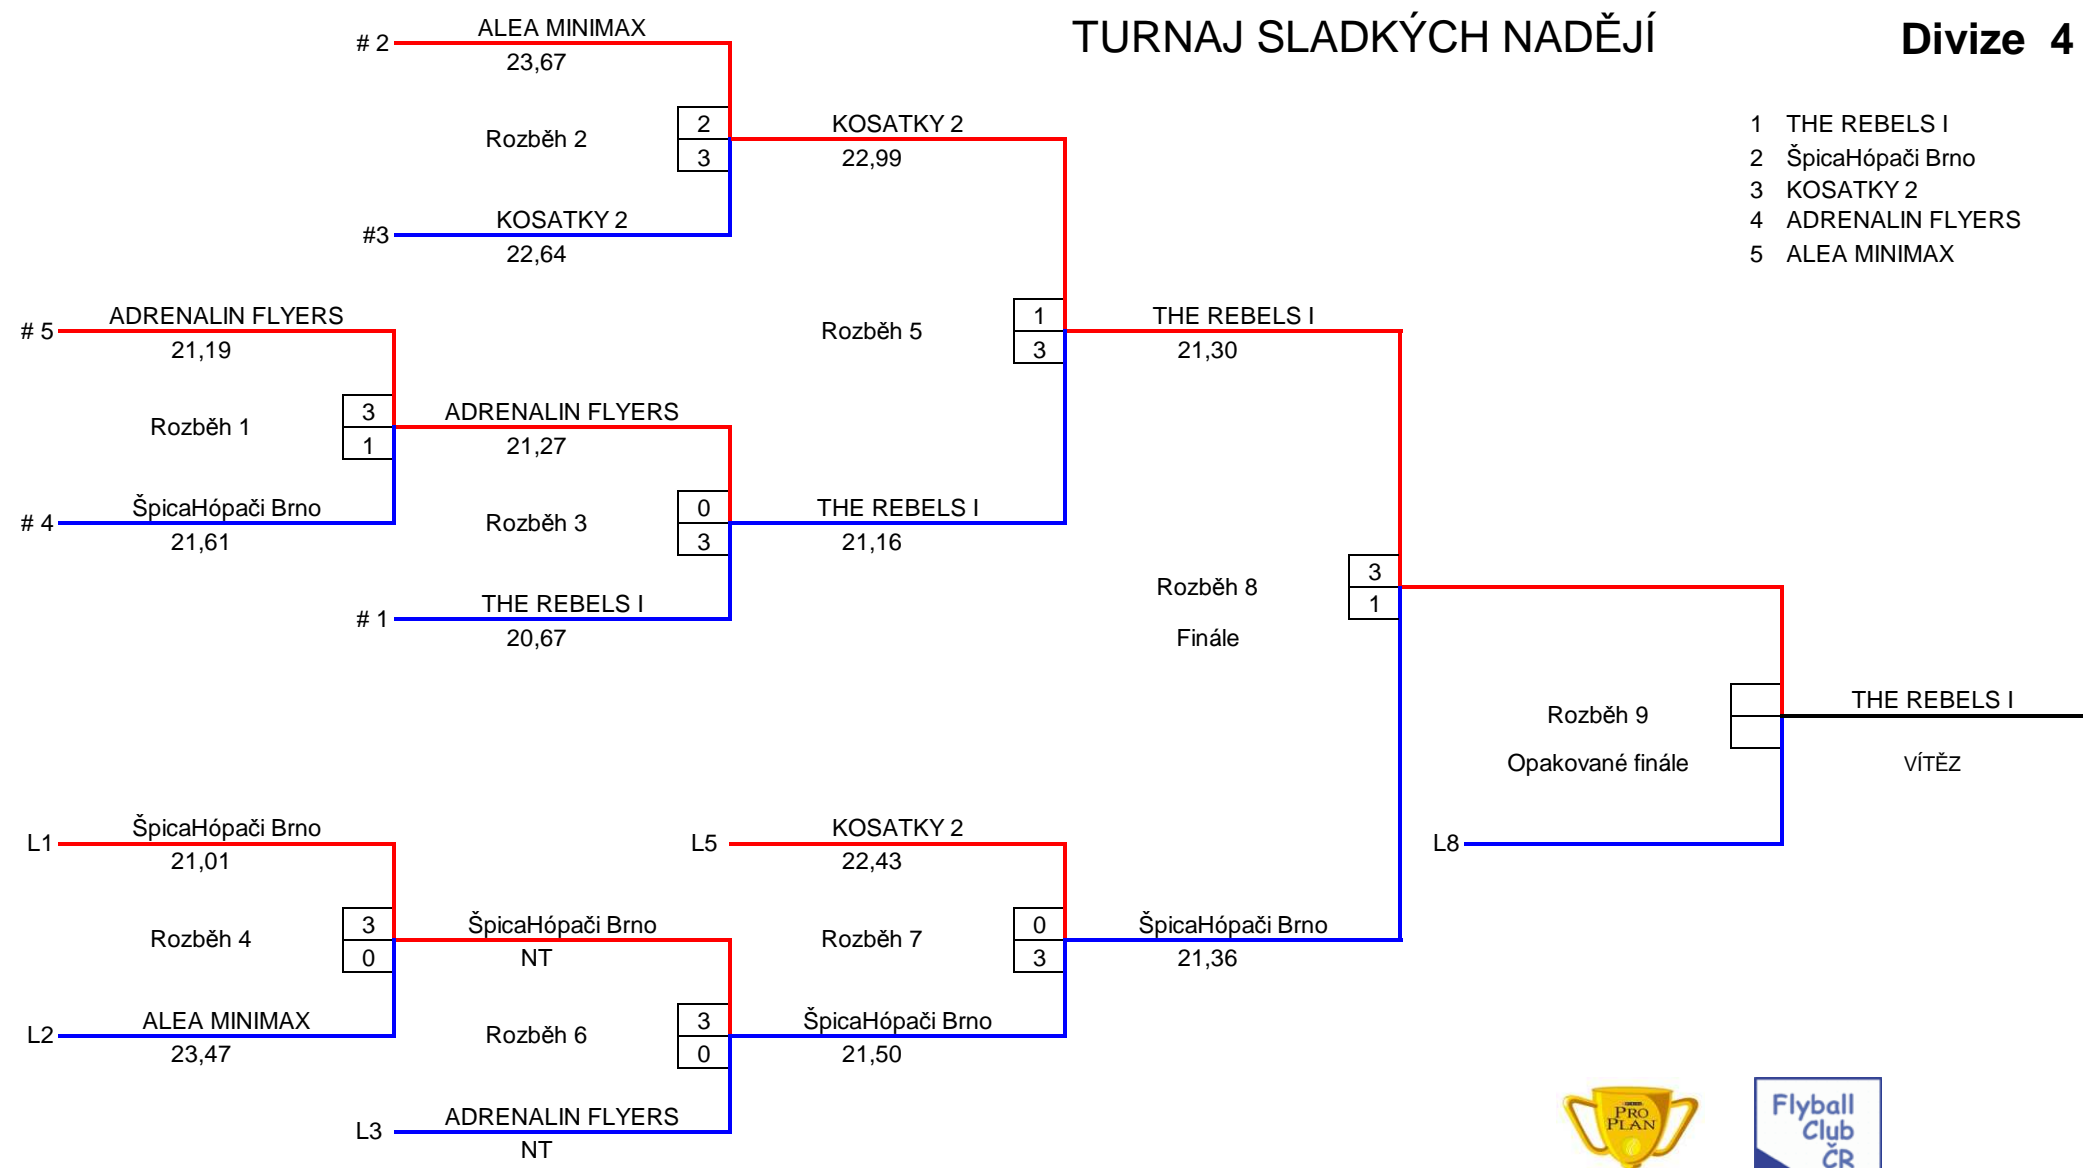 TURNAJ SLADKÝCH NADĚJÍ
Divize 4
1 THE REBELS I
2 ŠpicaHópači Brno
3 KOSATKY 2
4 ADRENALIN FLYERS
5 ALEA MINIMAX
# 2
ALEA MINIMAX
23,67
Rozběh 2
2
3
#3
KOSATKY 2
22,64
KOSATKY 2
22,99
# 5
ADRENALIN FLYERS
21,19
Rozběh 1
3
1
# 4
ŠpicaHópači Brno
21,61
ADRENALIN FLYERS
21,27
Rozběh 3
0
3
# 1
THE REBELS I
20,67
THE REBELS I
21,16
Rozběh 5
1
3
THE REBELS I
21,30
Rozběh 8
Finále
3
1
Rozběh 9
Opakované finále
THE REBELS I
VÍTĚZ
L8
L1
ŠpicaHópači Brno
21,01
Rozběh 4
3
0
L2
ALEA MINIMAX
23,47
ŠpicaHópači Brno
NT
Rozběh 6
3
0
L3
ADRENALIN FLYERS
NT
L5
KOSATKY 2
22,43
Rozběh 7
0
3
ŠpicaHópači Brno
21,50
ŠpicaHópači Brno
21,36
PRO
PLAN
Flyball
Club
ČR